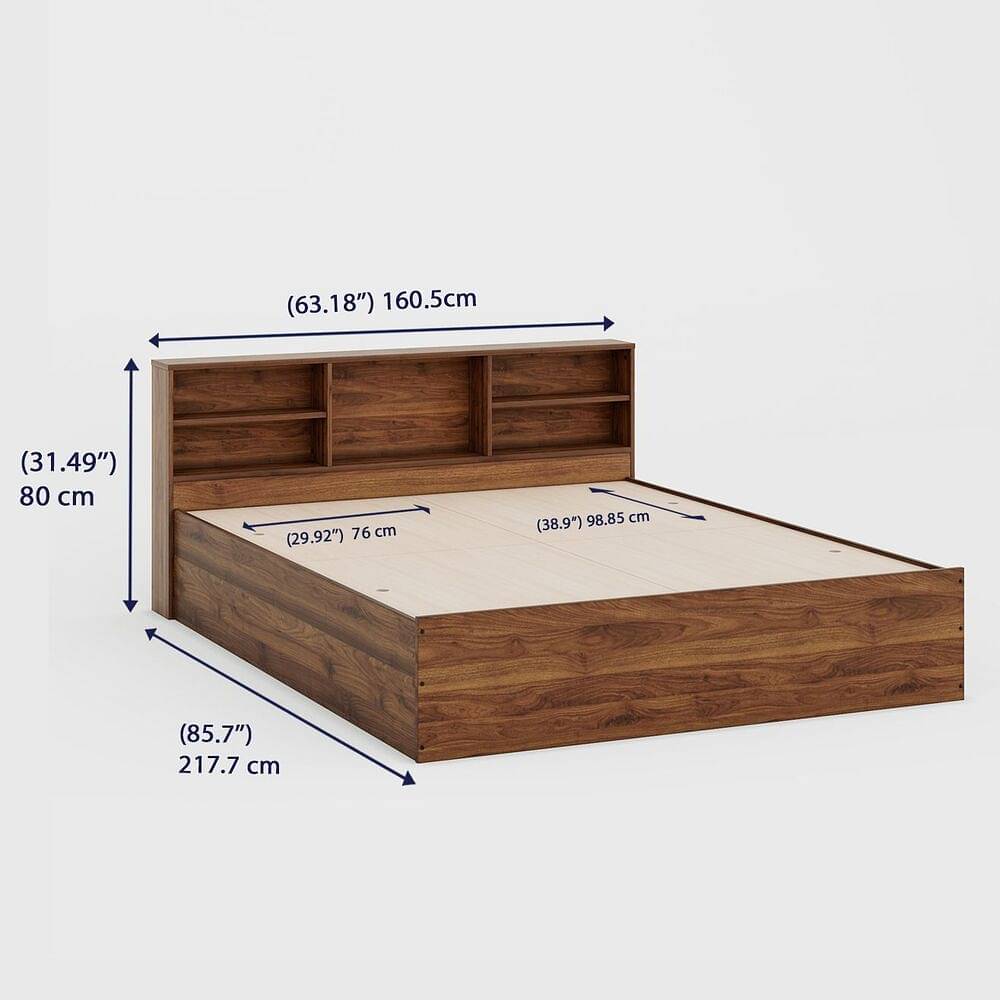 (63.18”) 160.5cm
(31.49”)
80 cm
(29.92”) 76 cm
(38.9”) 98.85 cm
(85.7”)
217.7 cm